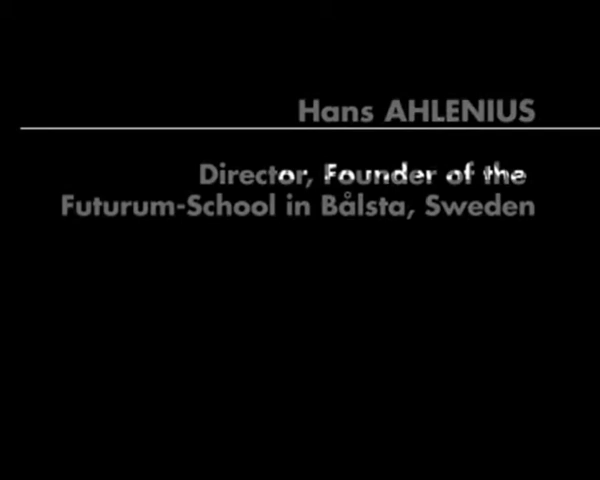 Hans AHLENIUS
Director, Founder of the
Futurum-School in Bålsta, Sweden